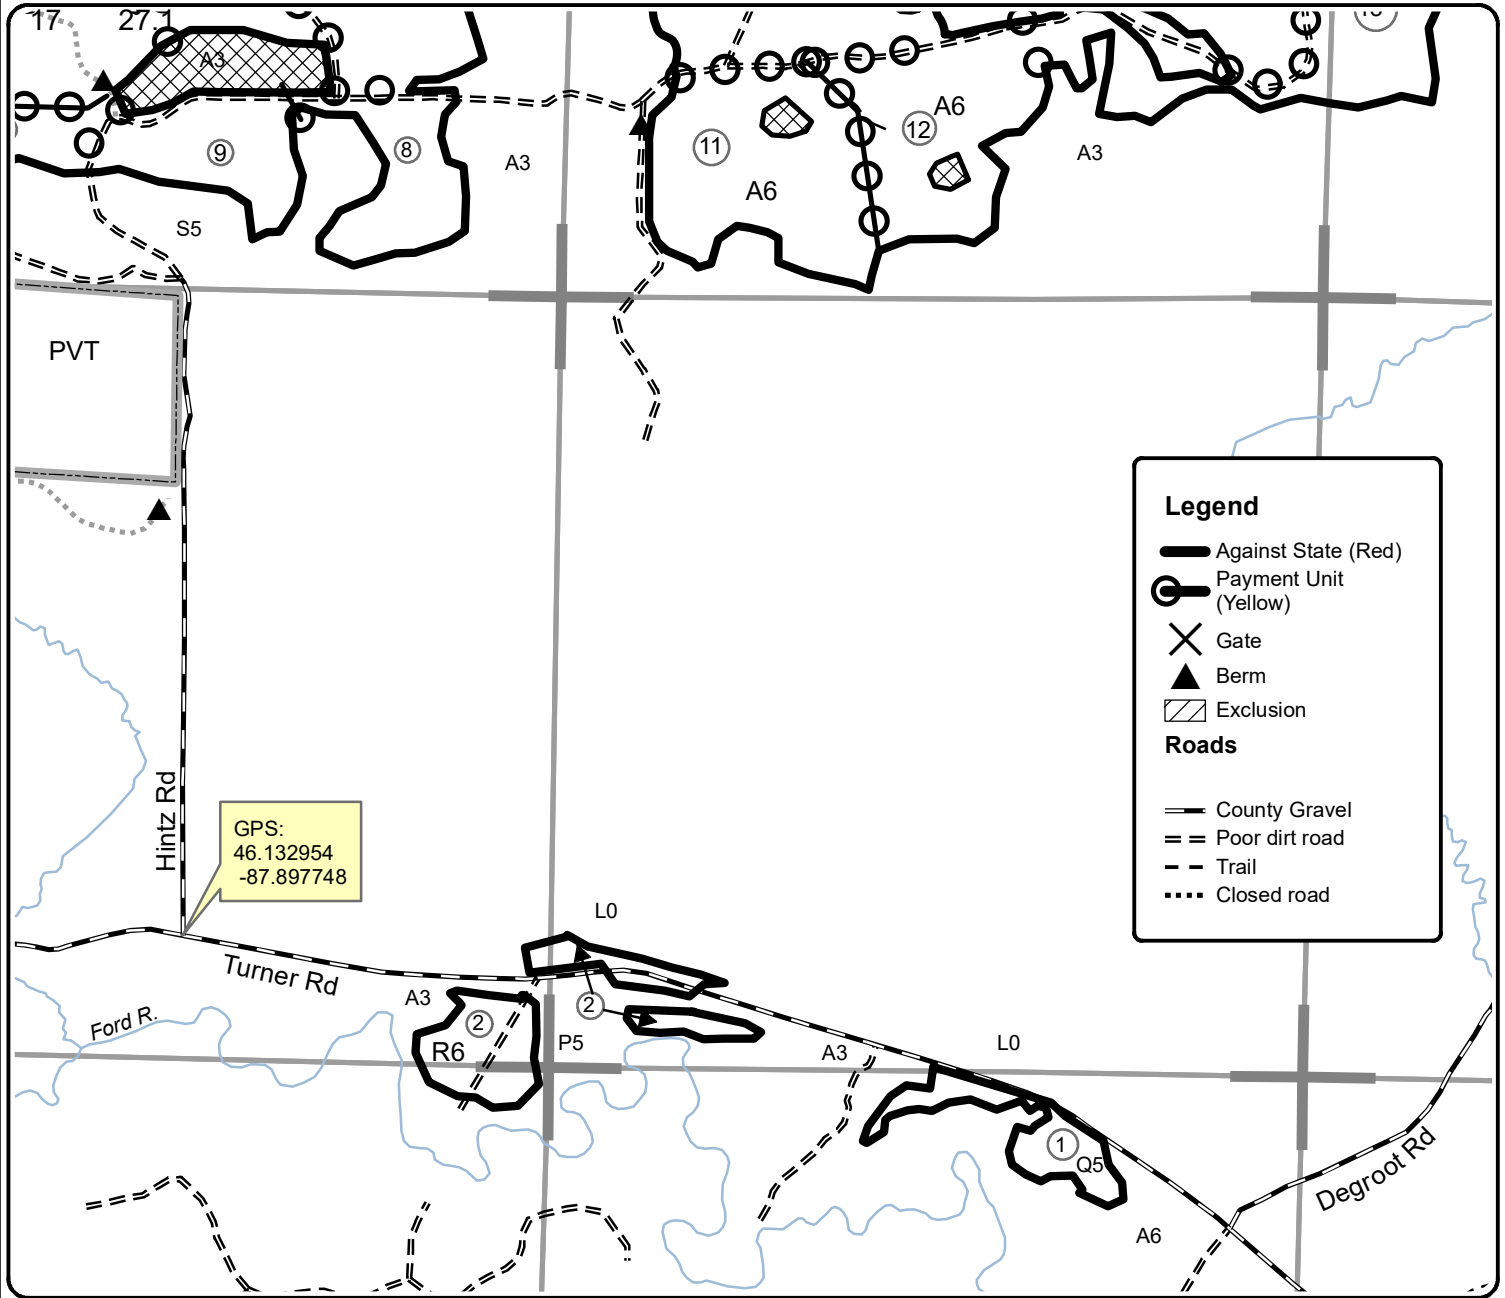 17
27.1
A3
9
8
A3
S5
11
A6
12
A6
A3
PVT
Legend
Against State (Red)
Payment Unit
(Yellow)
Gate
Berm
Exclusion
Roads
County Gravel
Poor dirt road
Trail
Closed road
Hintz Rd
GPS:
46.132954
-87.897748
L0
Turner Rd
A3
2
2
Ford R.
R6
P5
A3
L0
1
Q5
Degroot Rd
A6